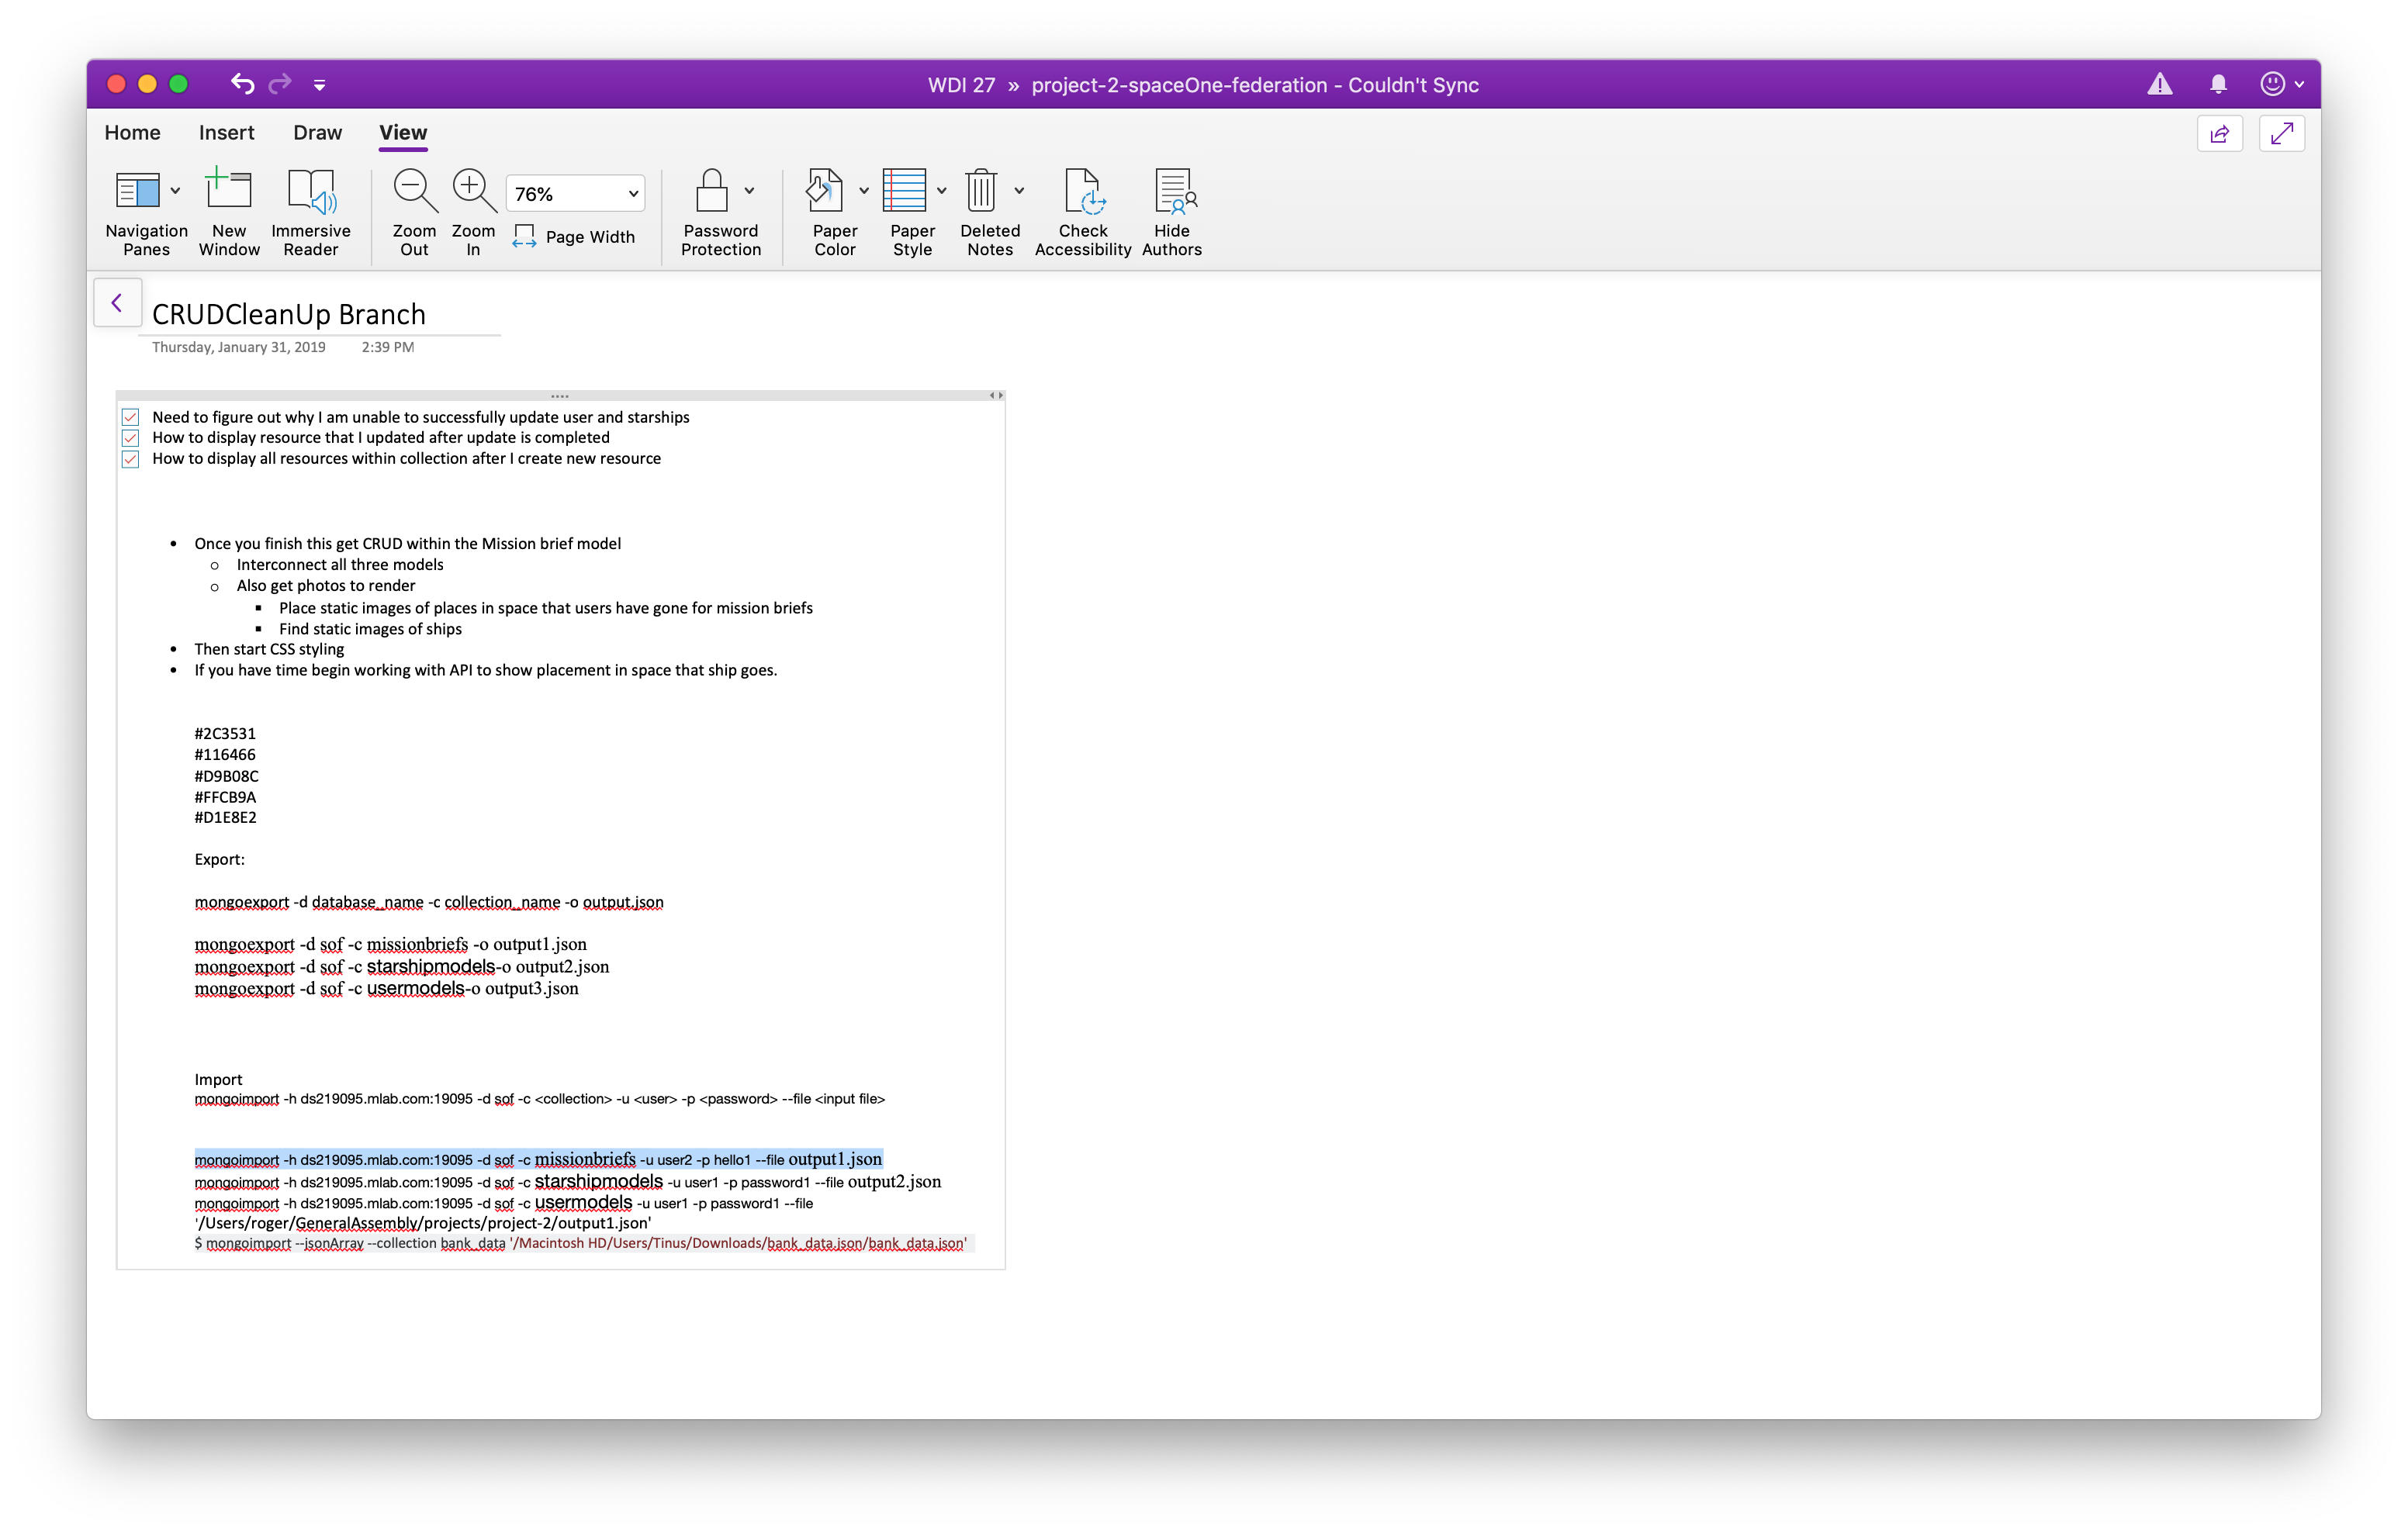 WDI 27 » project-2-spaceOne-federation - Couldn't Sync
Home Insert Draw View
Navigation Panes
New Window
Immersive Reader
Zoom Out
Zoom In
76%
Page Width
Password Protection
Paper Color
Paper Style
Deleted Notes
Check Accessibility
Hide Authors
CRUDCleanUp Branch
Thursday, January 31, 2019 2:39 PM
Need to figure out why I am unable to successfully update user and starships
How to display resource that I updated after update is completed
How to display all resources within collection after I create new resource
• Once you finish this get CRUD within the Mission brief model
○ Interconnect all three models
○ Also get photos to render
▪ Place static images of places in space that users have gone for mission briefs
▪ Find static images of ships
• Then start CSS styling
• If you have time begin working with API to show placement in space that ship goes.
#2C3531
#116466
#D9B08C
#FFCB9A
#D1E8E2
Export:
mongoexport -d database_name -c collection_name -o output.json
mongoexport -d sof -c missionbriefs -o output1.json
mongoexport -d sof -c starshipmodels-o output2.json
mongoexport -d sof -c usermodels-o output3.json
Import
mongoimport -h ds219095.mlab.com:19095 -d sof -c <collection> -u <user> -p <password> --file <input file>
mongoimport -h ds219095.mlab.com:19095 -d sof -c missionbriefs -u user2 -p hello1 --file output1.json
mongoimport -h ds219095.mlab.com:19095 -d sof -c starshipmodels -u user1 -p password1 --file output2.json
mongoimport -h ds219095.mlab.com:19095 -d sof -c usermodels -u user1 -p password1 --file
'/Users/roger/GeneralAssembly/projects/project-2/output1.json'
$ mongoimport --jsonArray --collection bank_data '/Macintosh HD/Users/Tinus/Downloads/bank_data.json/bank_data.json'